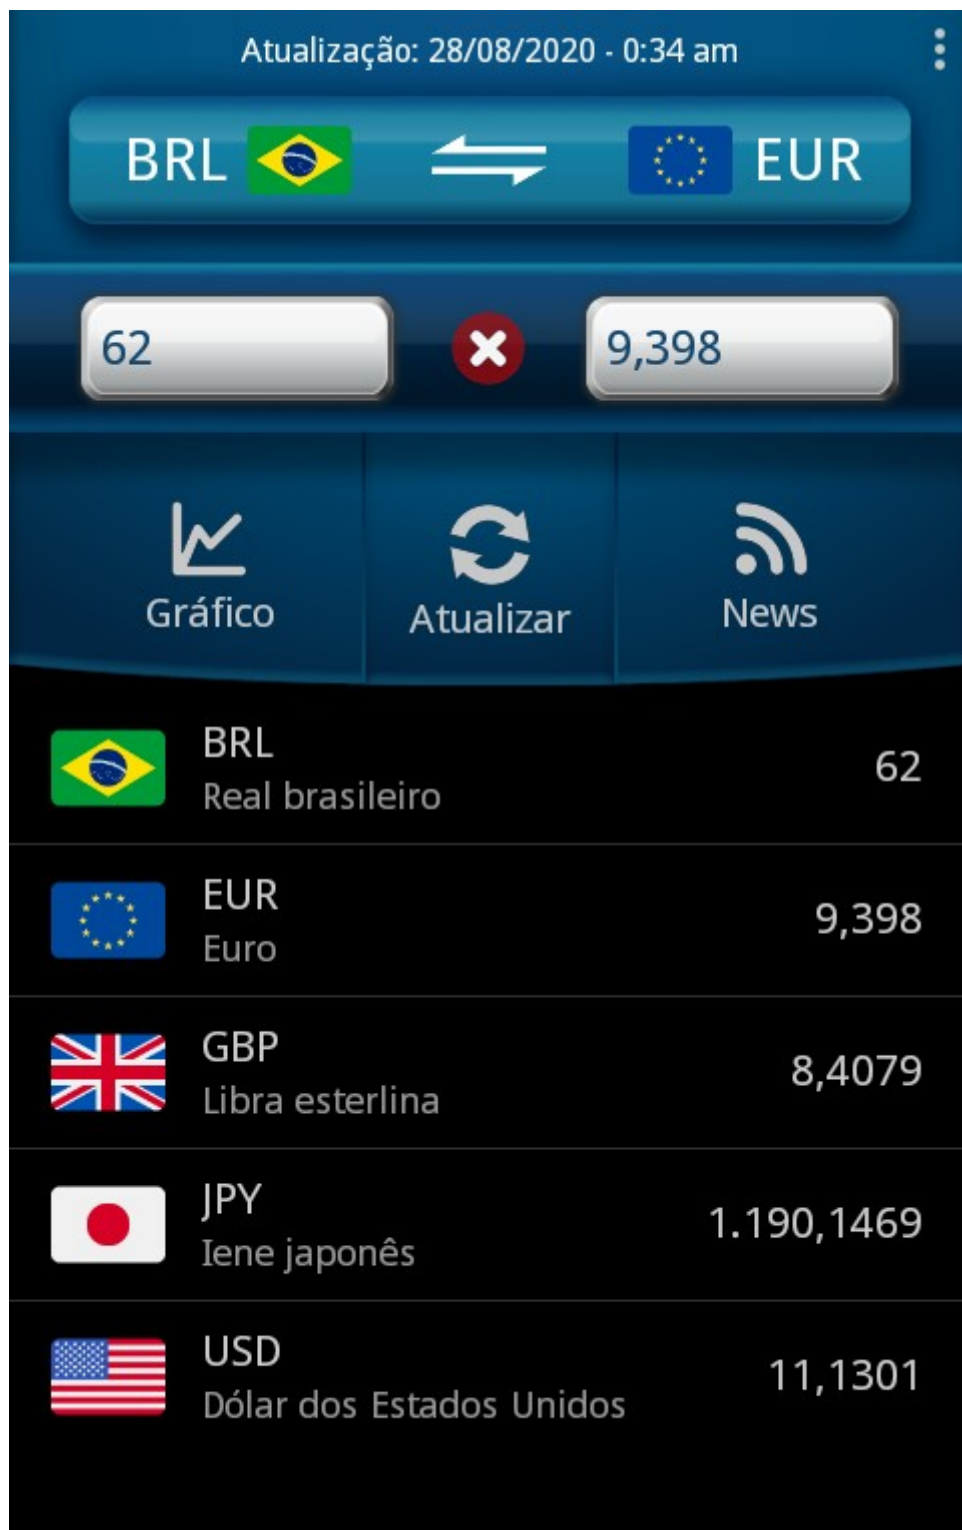 Atualização: 28/08/2020 - 0:34 am
BRL EUR
62 9,398
Gráfico Atualizar News
BRL
Real brasileiro
62
EUR
Euro
9,398
GBP
Libra esterlina
8,4079
JPY
Iene japonês
1.190,1469
USD
Dólar dos Estados Unidos
11,1301